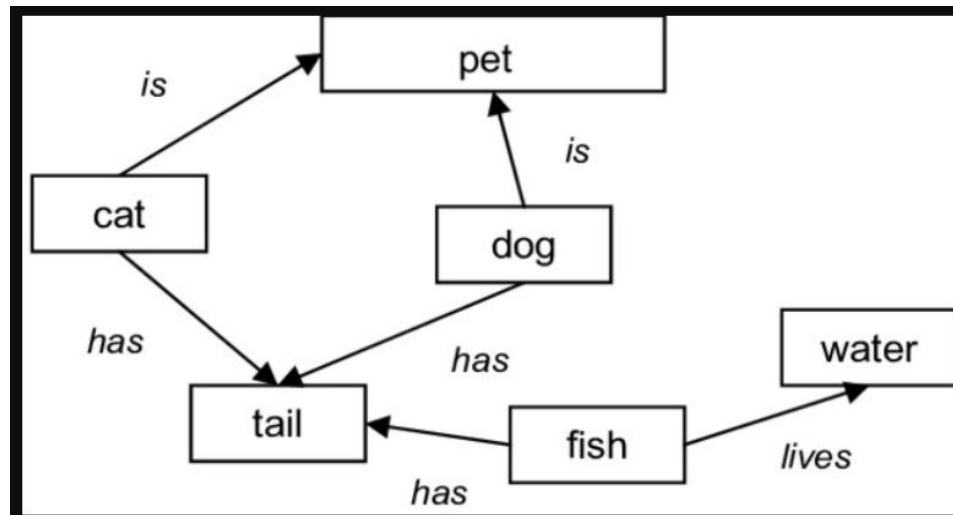 pet
is
is
cat
dog
has
has
water
tail
fish
lives
has